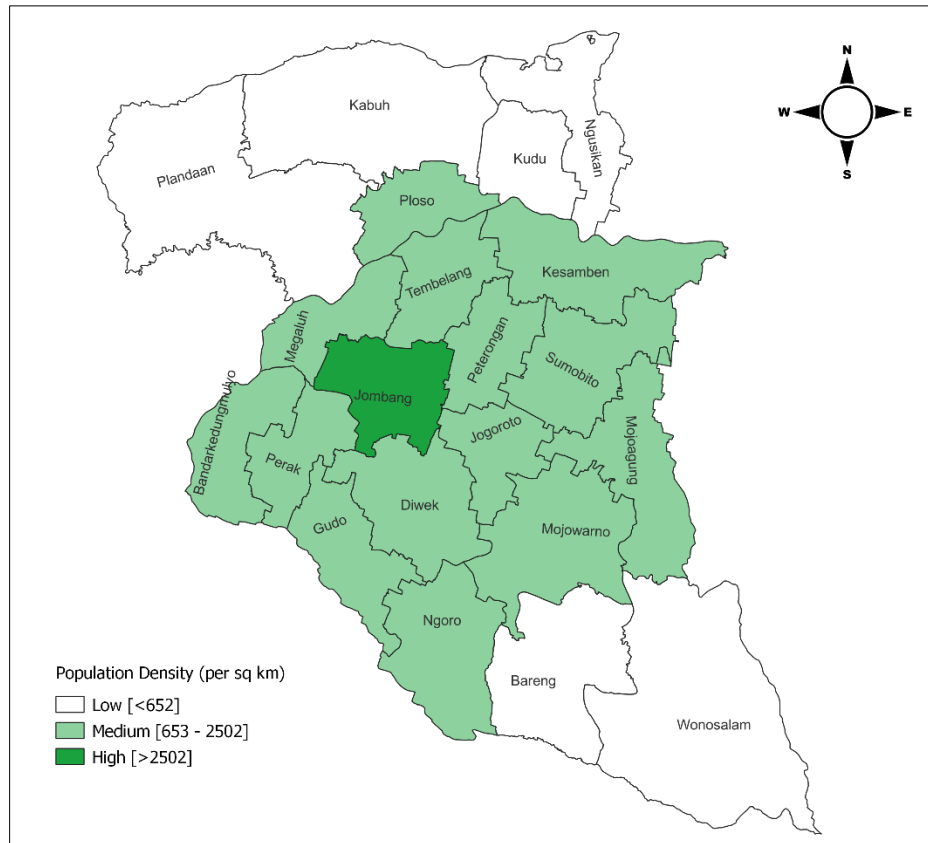 N
W
E
S
Kabuh
Ngusikan
Kudu
Plandaan
Ploso
Kesamben
Tembelang
Megaluh
Peterongan
Sumobito
Jombang
Bandarkedungmulyo
Jogoroto
Mojoagung
Perak
Diwek
Gudo
Mojowarno
Ngoro
Bareng
Wonosalam
Population Density (per sq km)
Low [<652]
Medium [653 - 2502]
High [>2502]